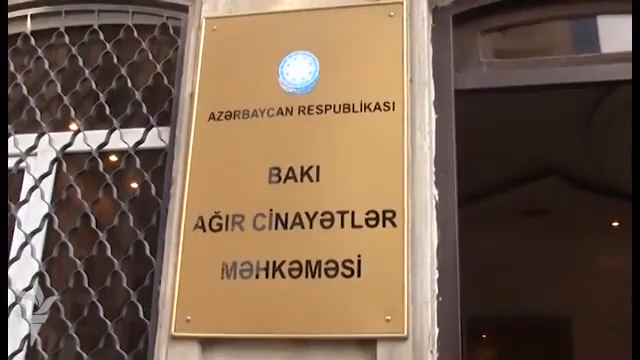 AZƏRBAYCAN RESPUBLİKASI
BAKI
AĞIR CİNAYƏTLƏR
MƏHKƏMƏSİ